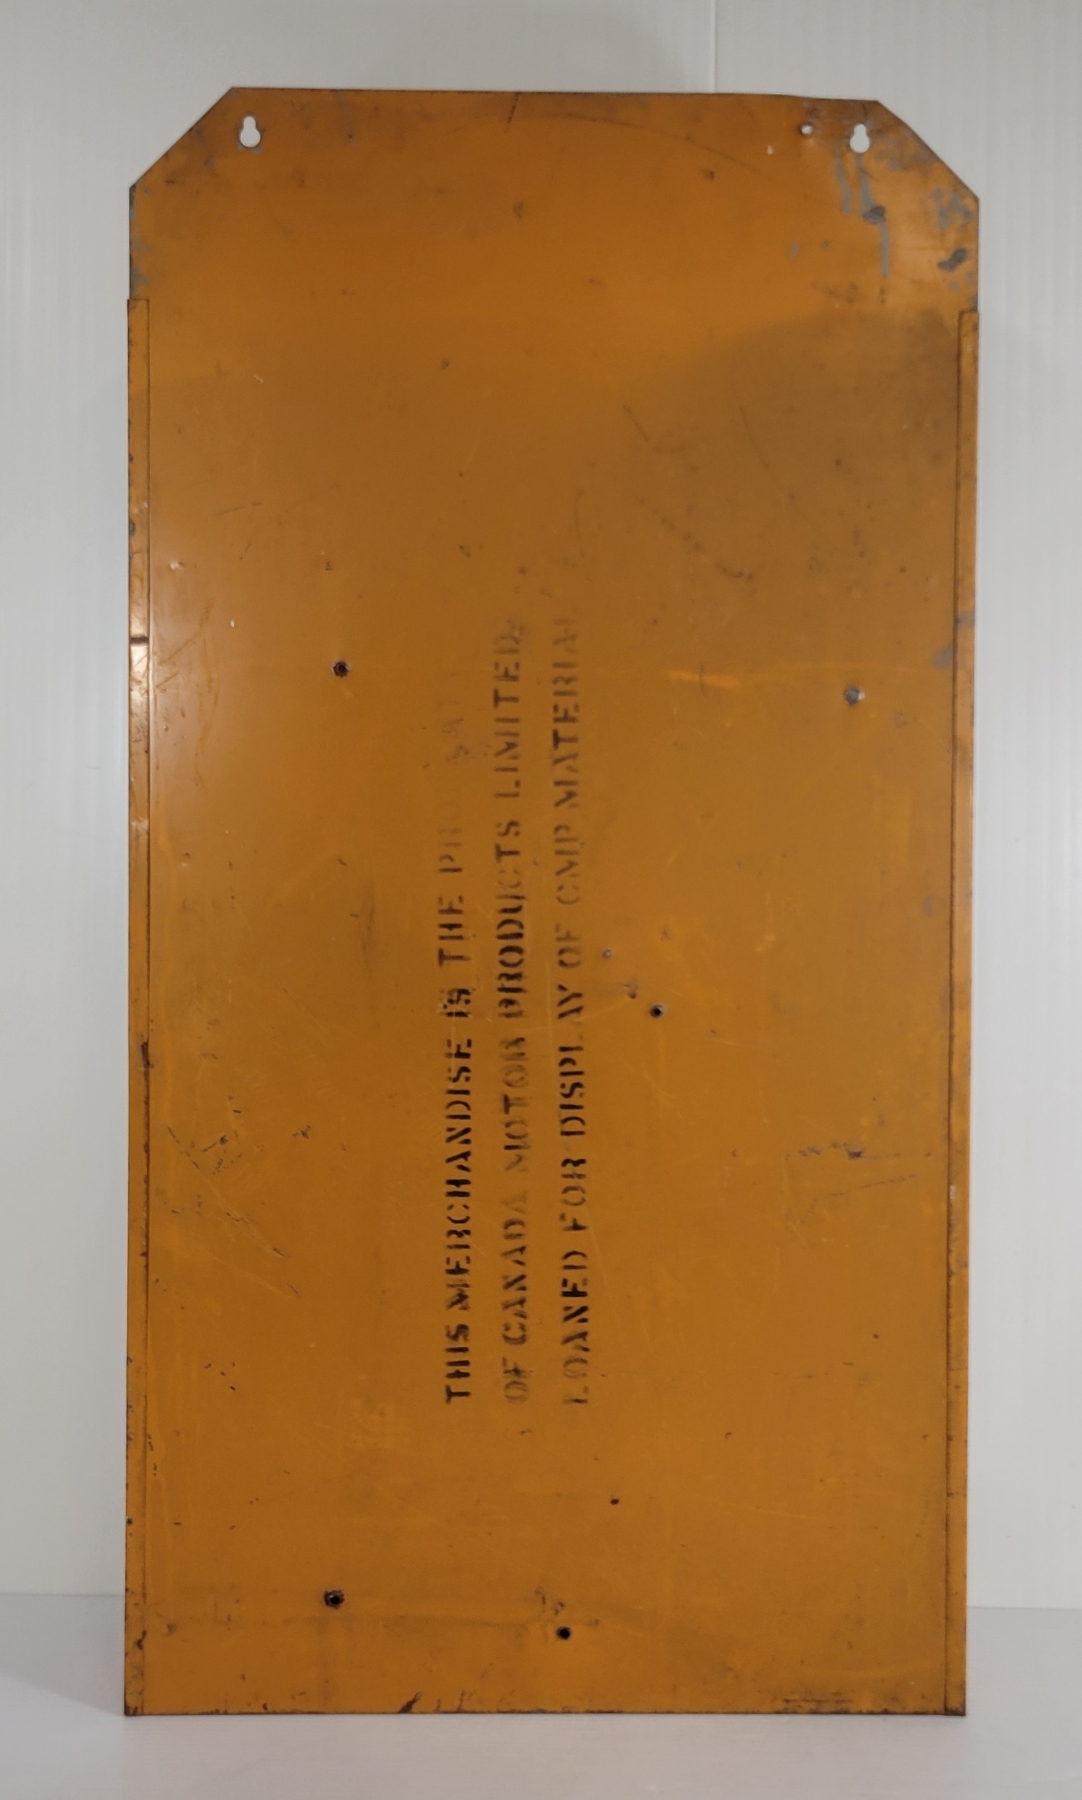 THIS MERCHANDISE IS THE
OF CANADA MOTOR PRODUCTS LIMITED
LOANED FOR DISPLAY OF CMP MATERIAL